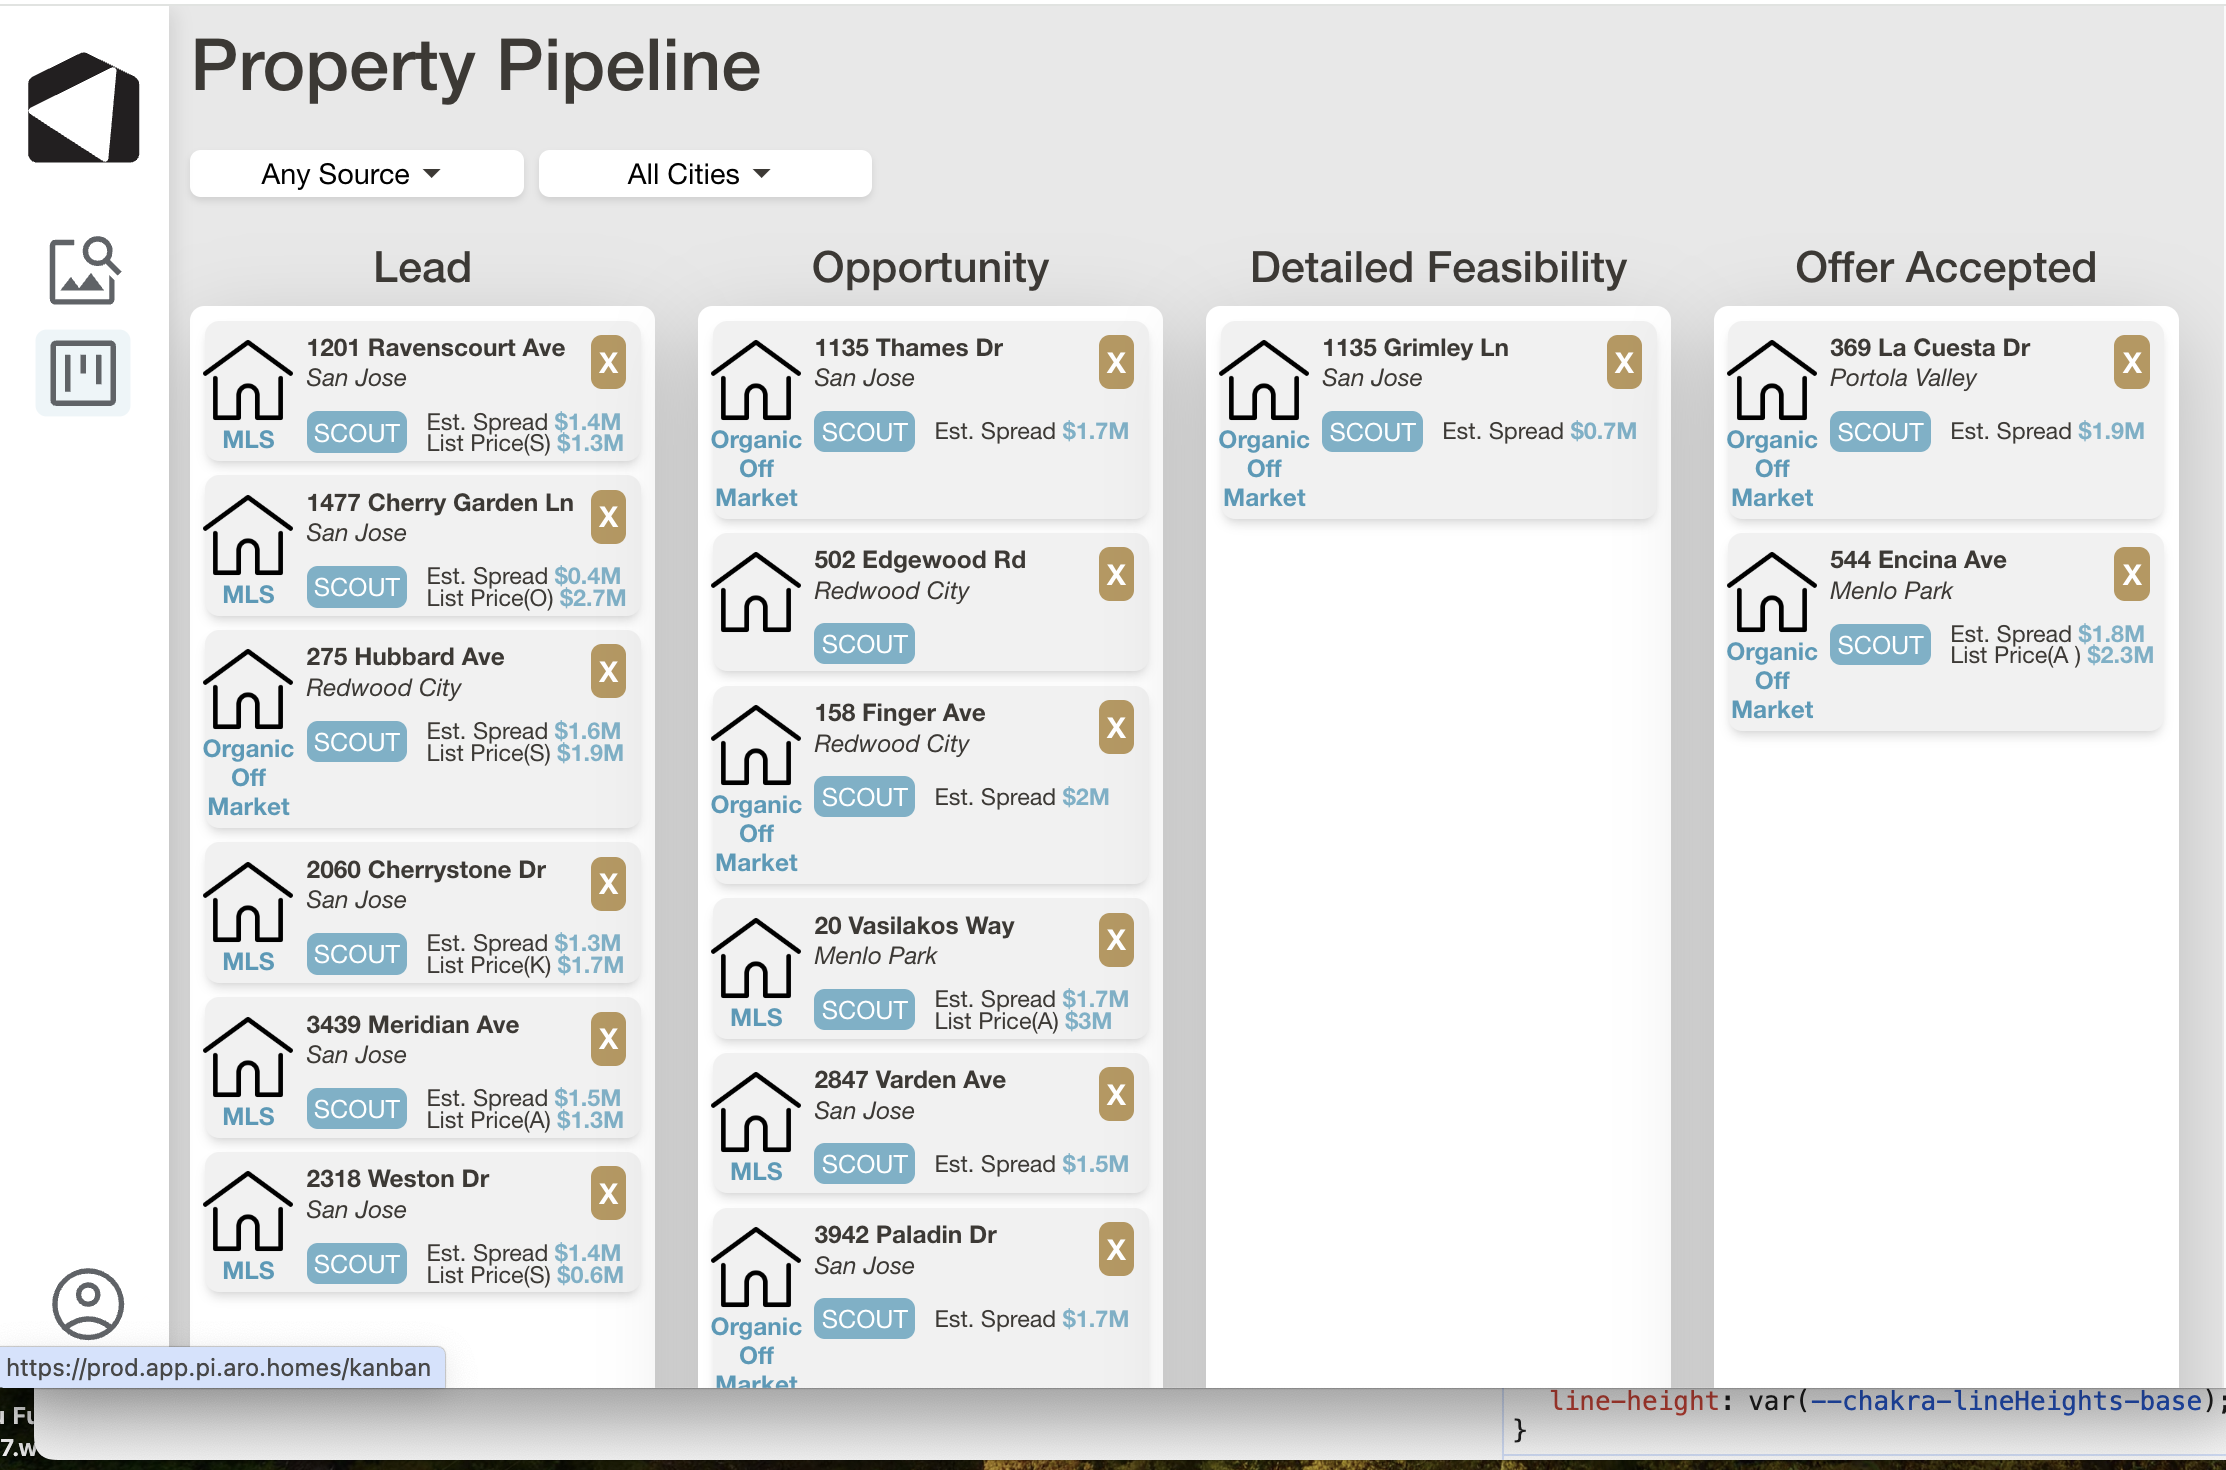 Property Pipeline
Any Source
All Cities
Lead
1201 Ravenscourt Ave
San Jose
MLS
SCOUT
Est. Spread $1.4M
List Price(S) $1.3M
X
1477 Cherry Garden Ln
San Jose
MLS
SCOUT
Est. Spread $0.4M
List Price(O) $2.7M
X
275 Hubbard Ave
Redwood City
Organic
Off
Market
SCOUT
Est. Spread $1.6M
List Price(S) $1.9M
X
2060 Cherrystone Dr
San Jose
MLS
SCOUT
Est. Spread $1.3M
List Price(K) $1.7M
X
3439 Meridian Ave
San Jose
MLS
SCOUT
Est. Spread $1.5M
List Price(A) $1.3M
X
2318 Weston Dr
San Jose
MLS
SCOUT
Est. Spread $1.4M
List Price(S) $0.6M
X
Opportunity
1135 Thames Dr
San Jose
Organic
Off
Market
SCOUT
Est. Spread $1.7M
X
502 Edgewood Rd
Redwood City
SCOUT
X
158 Finger Ave
Redwood City
Organic
Off
Market
SCOUT
Est. Spread $2M
X
20 Vasilakos Way
Menlo Park
MLS
SCOUT
Est. Spread $1.7M
List Price(A) $3M
X
2847 Varden Ave
San Jose
MLS
SCOUT
Est. Spread $1.5M
X
3942 Paladin Dr
San Jose
Organic
Off
Market
SCOUT
Est. Spread $1.7M
X
Detailed Feasibility
1135 Grimley Ln
San Jose
Organic
Off
Market
SCOUT
Est. Spread $0.7M
X
Offer Accepted
369 La Cuesta Dr
Portola Valley
Organic
Off
Market
SCOUT
Est. Spread $1.9M
X
544 Encina Ave
Menlo Park
Organic
Off
Market
SCOUT
Est. Spread $1.8M
List Price(A ) $2.3M
X
https://prod.app.pi.aro.homes/kanban
line-height: var(--chakra-lineHeights-base);
}